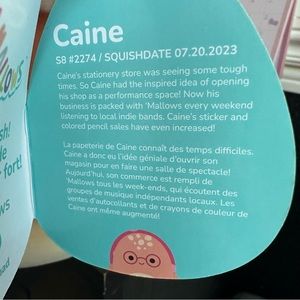 Caine
S8 #2274 / SQUISHDATE 07.20.2023
Caine's stationery store was seeing some tough
times. So Caine had the inspired idea of opening
his shop as a performance space! Now his
business is packed with 'Mallows every weekend
listening to local indie bands. Caine's sticker and
colored pencil sales have even increased!
La papeterie de Caine connaît des temps difficiles.
Caine a donc eu l'idée géniale d'ouvrir son
magasin pour en faire une salle de spectacle!
Aujourd'hui, son commerce est rempli de
'Mallows tous les week-ends, qui écoutent des
groupes de musique indépendants locaux. Les
ventes d'autocollants et de crayons de couleur de
Caine ont même augmenté!
fort!